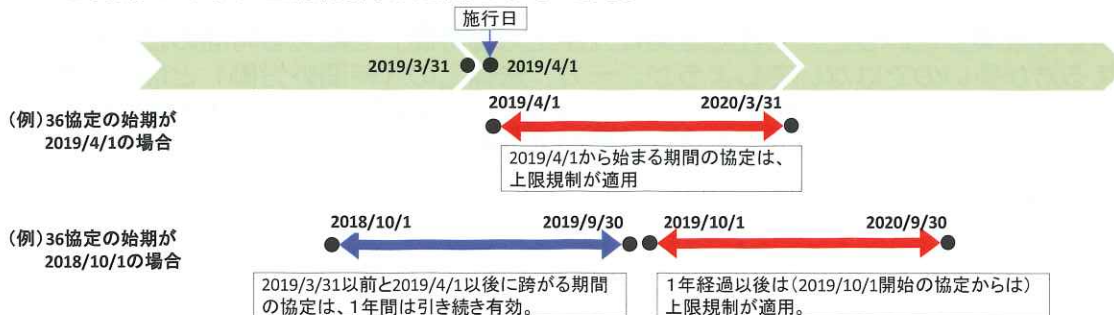 施行日
2019/3/31
2019/4/1
2019/4/1
2020/3/31
(例)36協定の始期が
2019/4/1の場合
2019/4/1から始まる期間の協定は、
上限規制が適用
2018/10/1
2019/9/30
2019/10/1
2020/9/30
(例)36協定の始期が
2018/10/1の場合
2019/3/31以前と2019/4/1以後に跨がる期間
の協定は、1年間は引き続き有効。
1年経過以後は(2019/10/1開始の協定からは)
上限規制が適用。